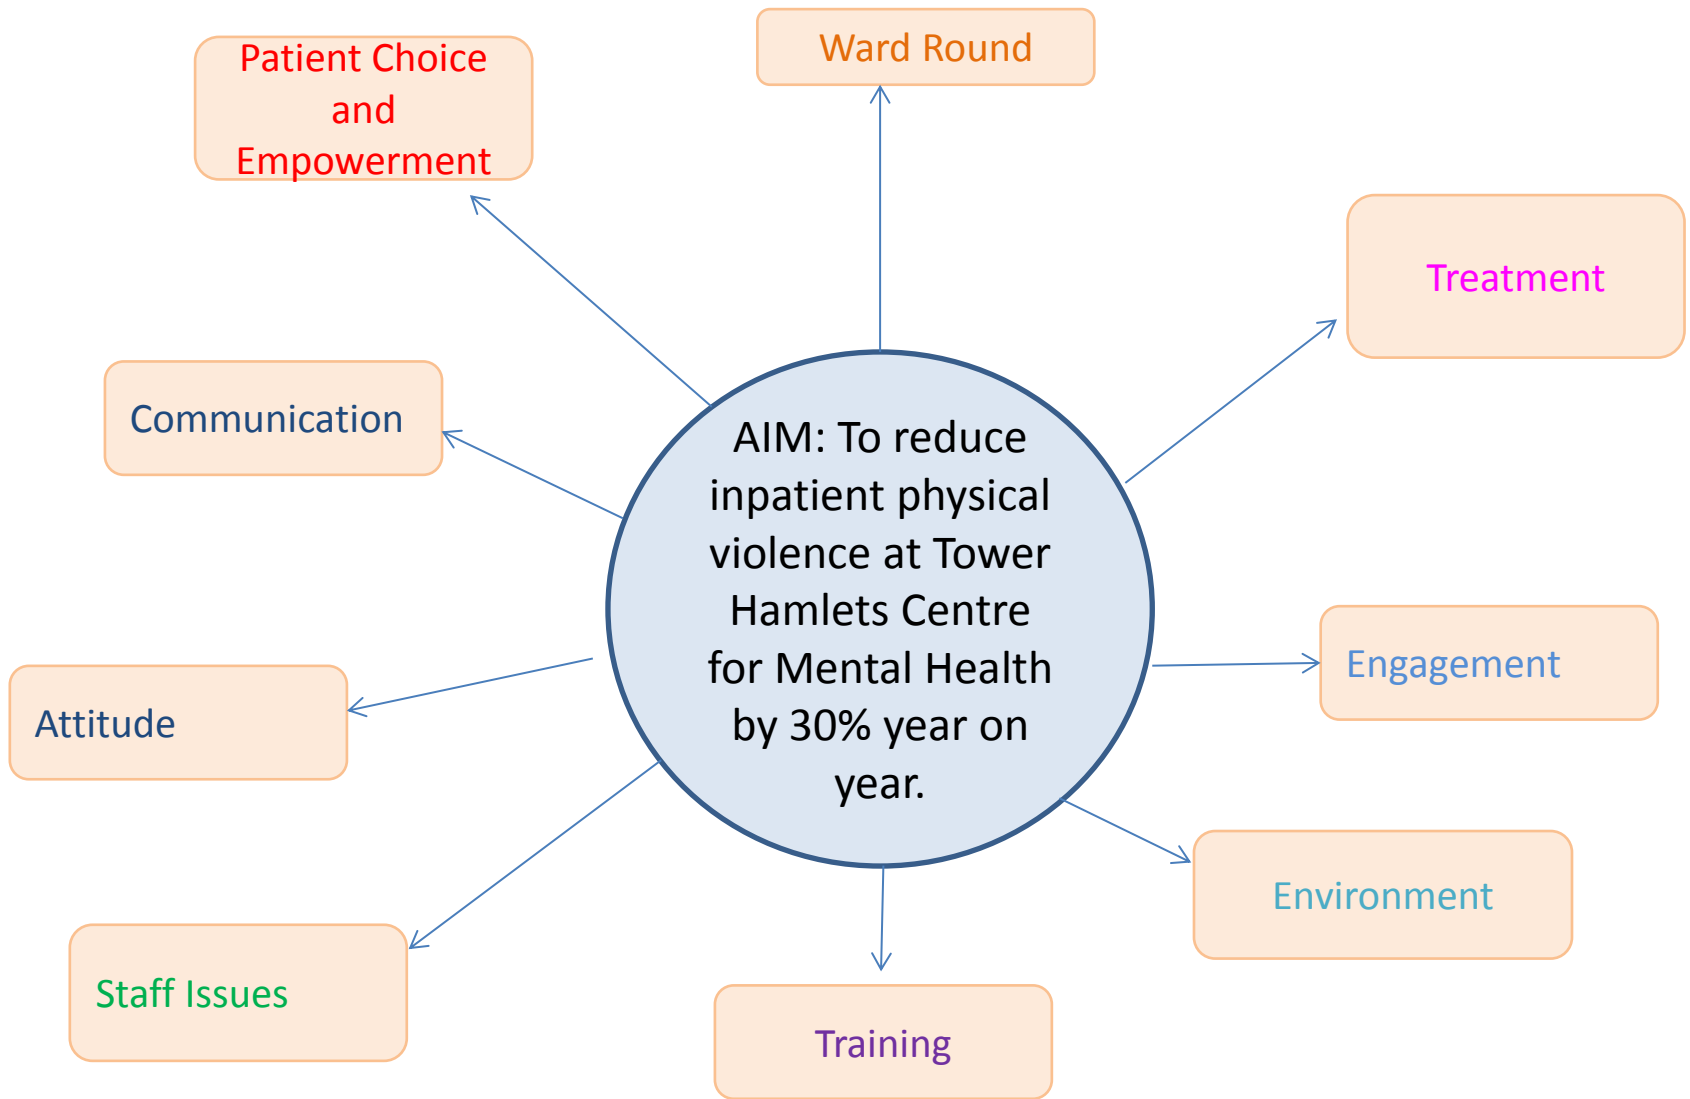 Patient Choice
and
Empowerment
Ward Round
Treatment
Communication
AIM: To reduce
inpatient physical
violence at Tower
Hamlets Centre
for Mental Health
by 30% year on
year.
Engagement
Attitude
Environment
Staff Issues
Training